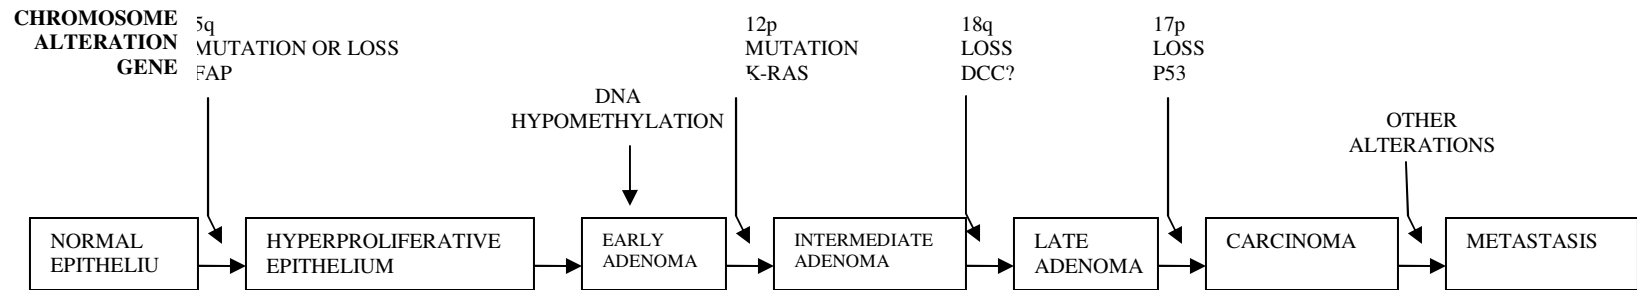 CHROMOSOME
ALTERATION
GENE
5q
MUTATION OR LOSS
FAP
12p
MUTATION
K-RAS
18q
LOSS
DCC?
17p
LOSS
P53
DNA
HYPOMETHYLATION
OTHER
ALTERATIONS
NORMAL
EPITHELIU
HYPERPROLIFERATIVE
EPITHELIUM
EARLY
ADENOMA
INTERMEDIATE
ADENOMA
LATE
ADENOMA
CARCINOMA
METASTASIS